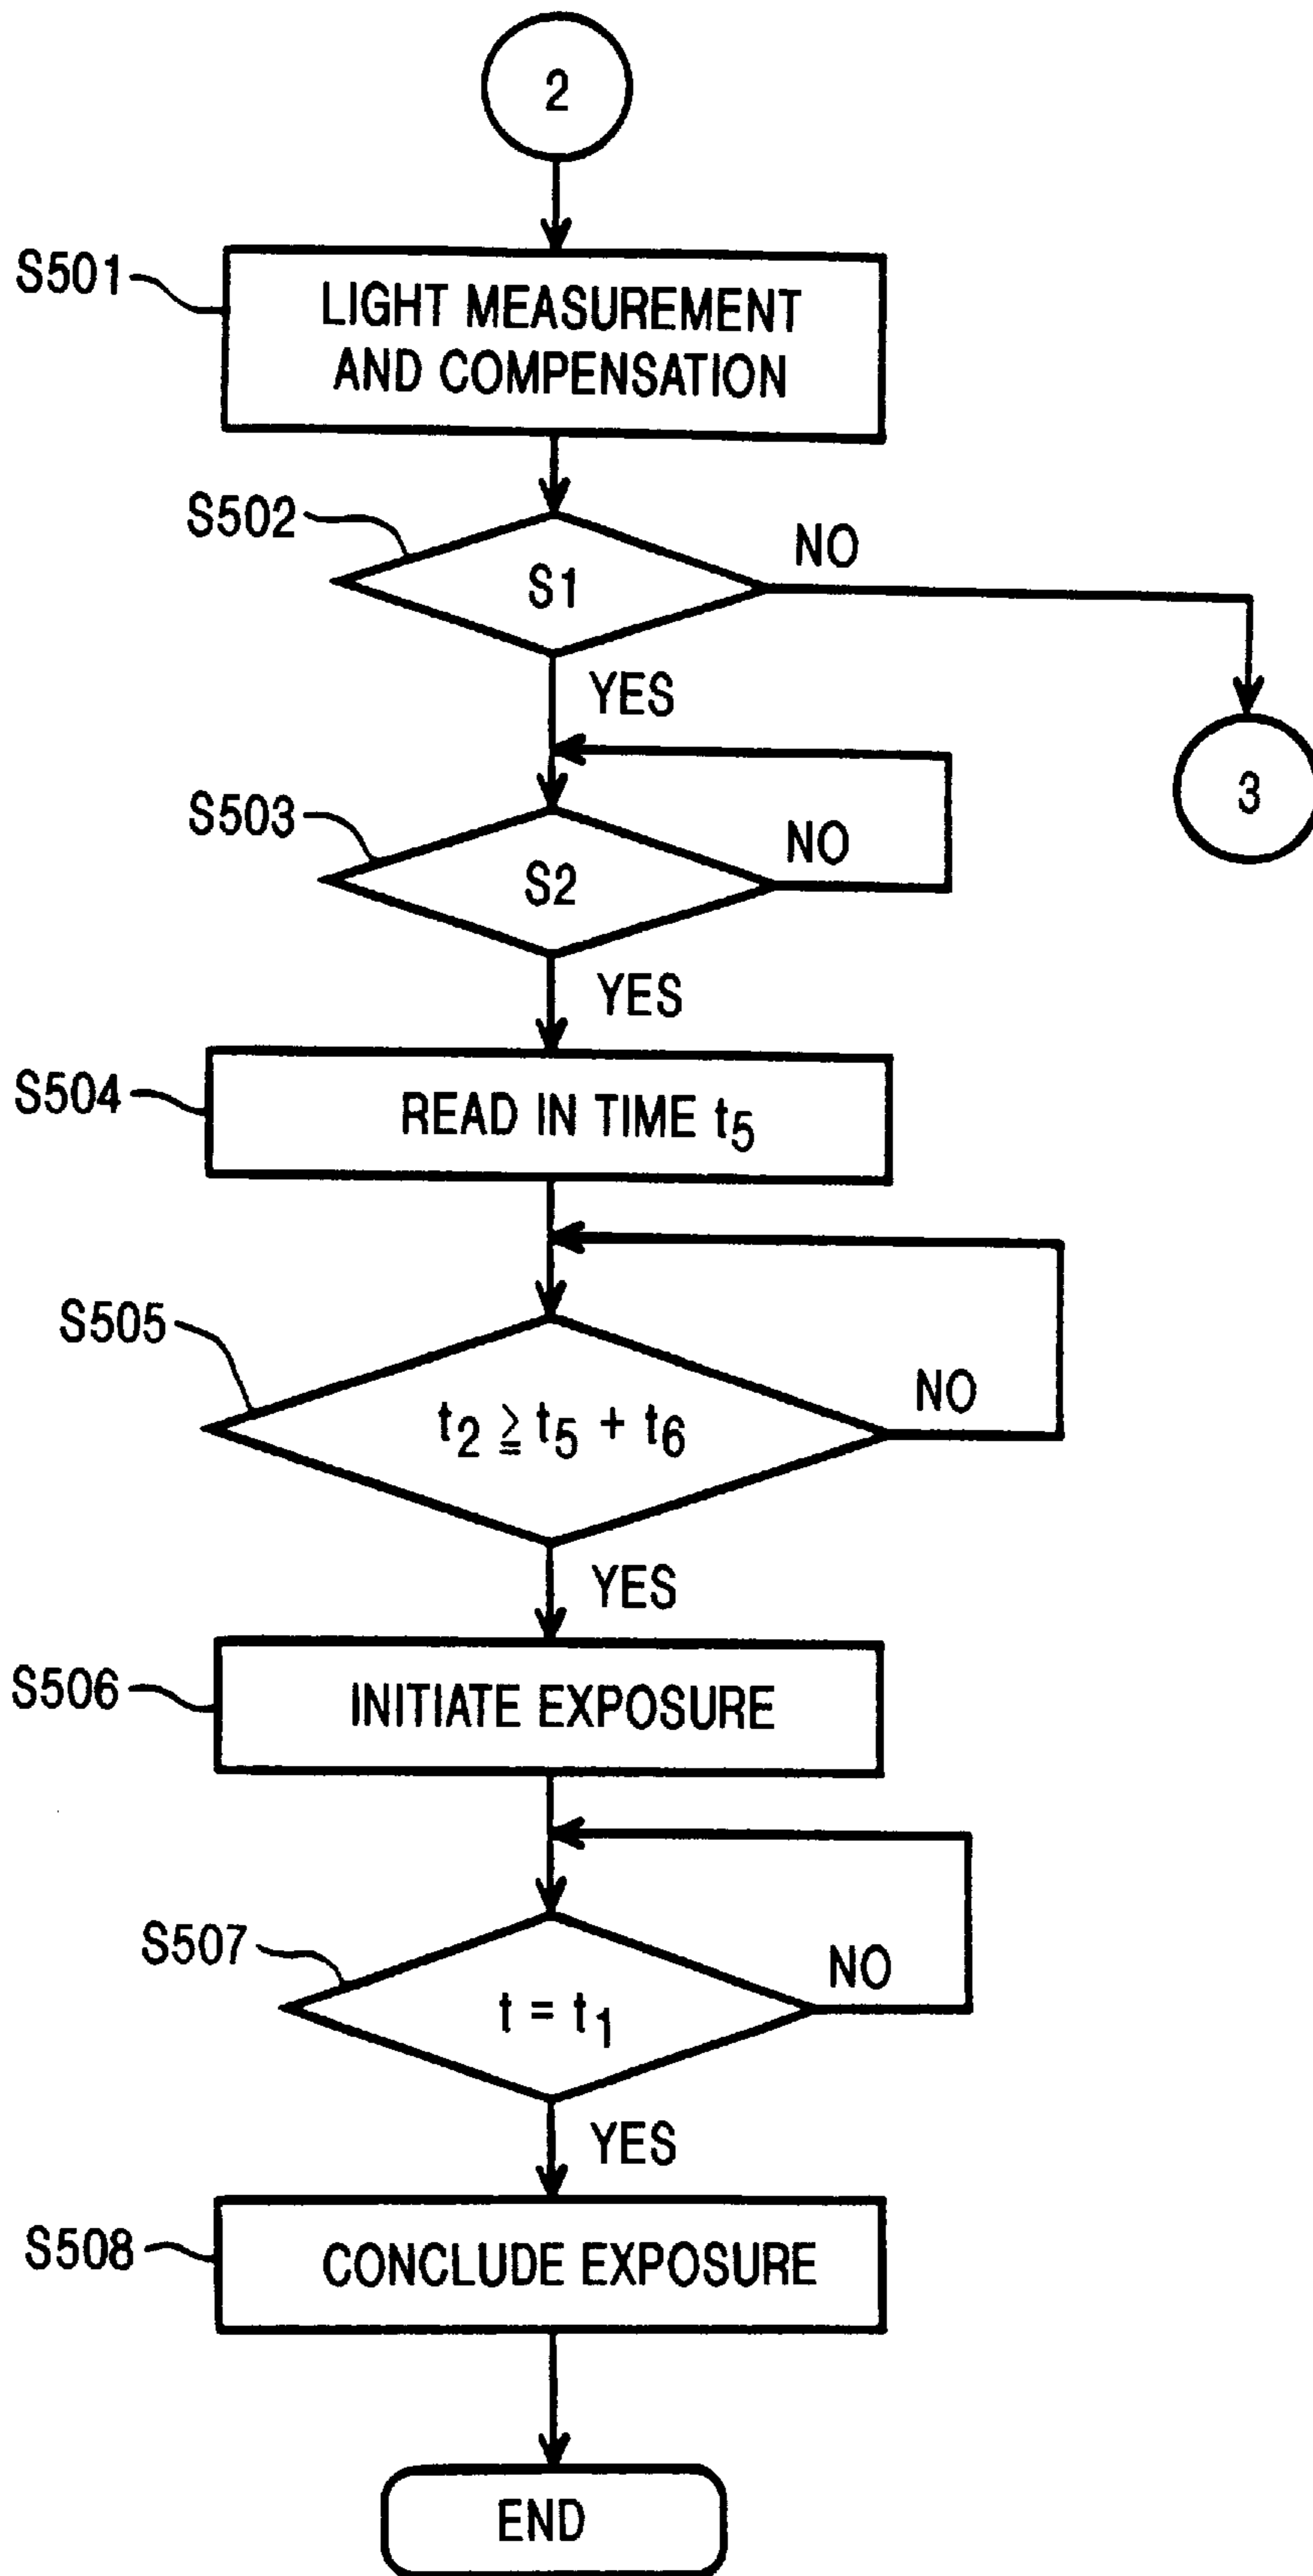 2
S501
LIGHT MEASUREMENT
AND COMPENSATION
S502
S1
NO
YES
3
S503
S2
NO
YES
S504
READ IN TIME t₅
S505
t₂ ≧ t₅ + t₆
NO
YES
S506
INITIATE EXPOSURE
S507
t = t₁
NO
YES
S508
CONCLUDE EXPOSURE
END